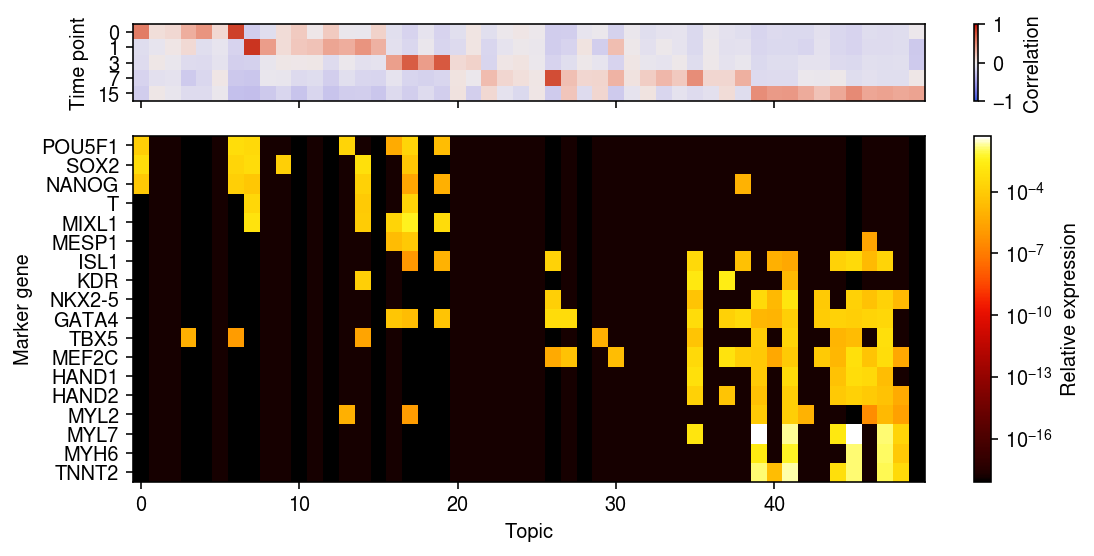 Time point
0
1
3
7
15
1
0
−1
Correlation
Marker gene
POU5F1
SOX2
NANOG
T
MIXL1
MESP1
ISL1
KDR
NKX2-5
GATA4
TBX5
MEF2C
HAND1
HAND2
MYL2
MYL7
MYH6
TNNT2
0 10 20 30 40
Topic
10⁻⁴
10⁻⁷
10⁻¹⁰
10⁻¹³
10⁻¹⁶
Relative expression